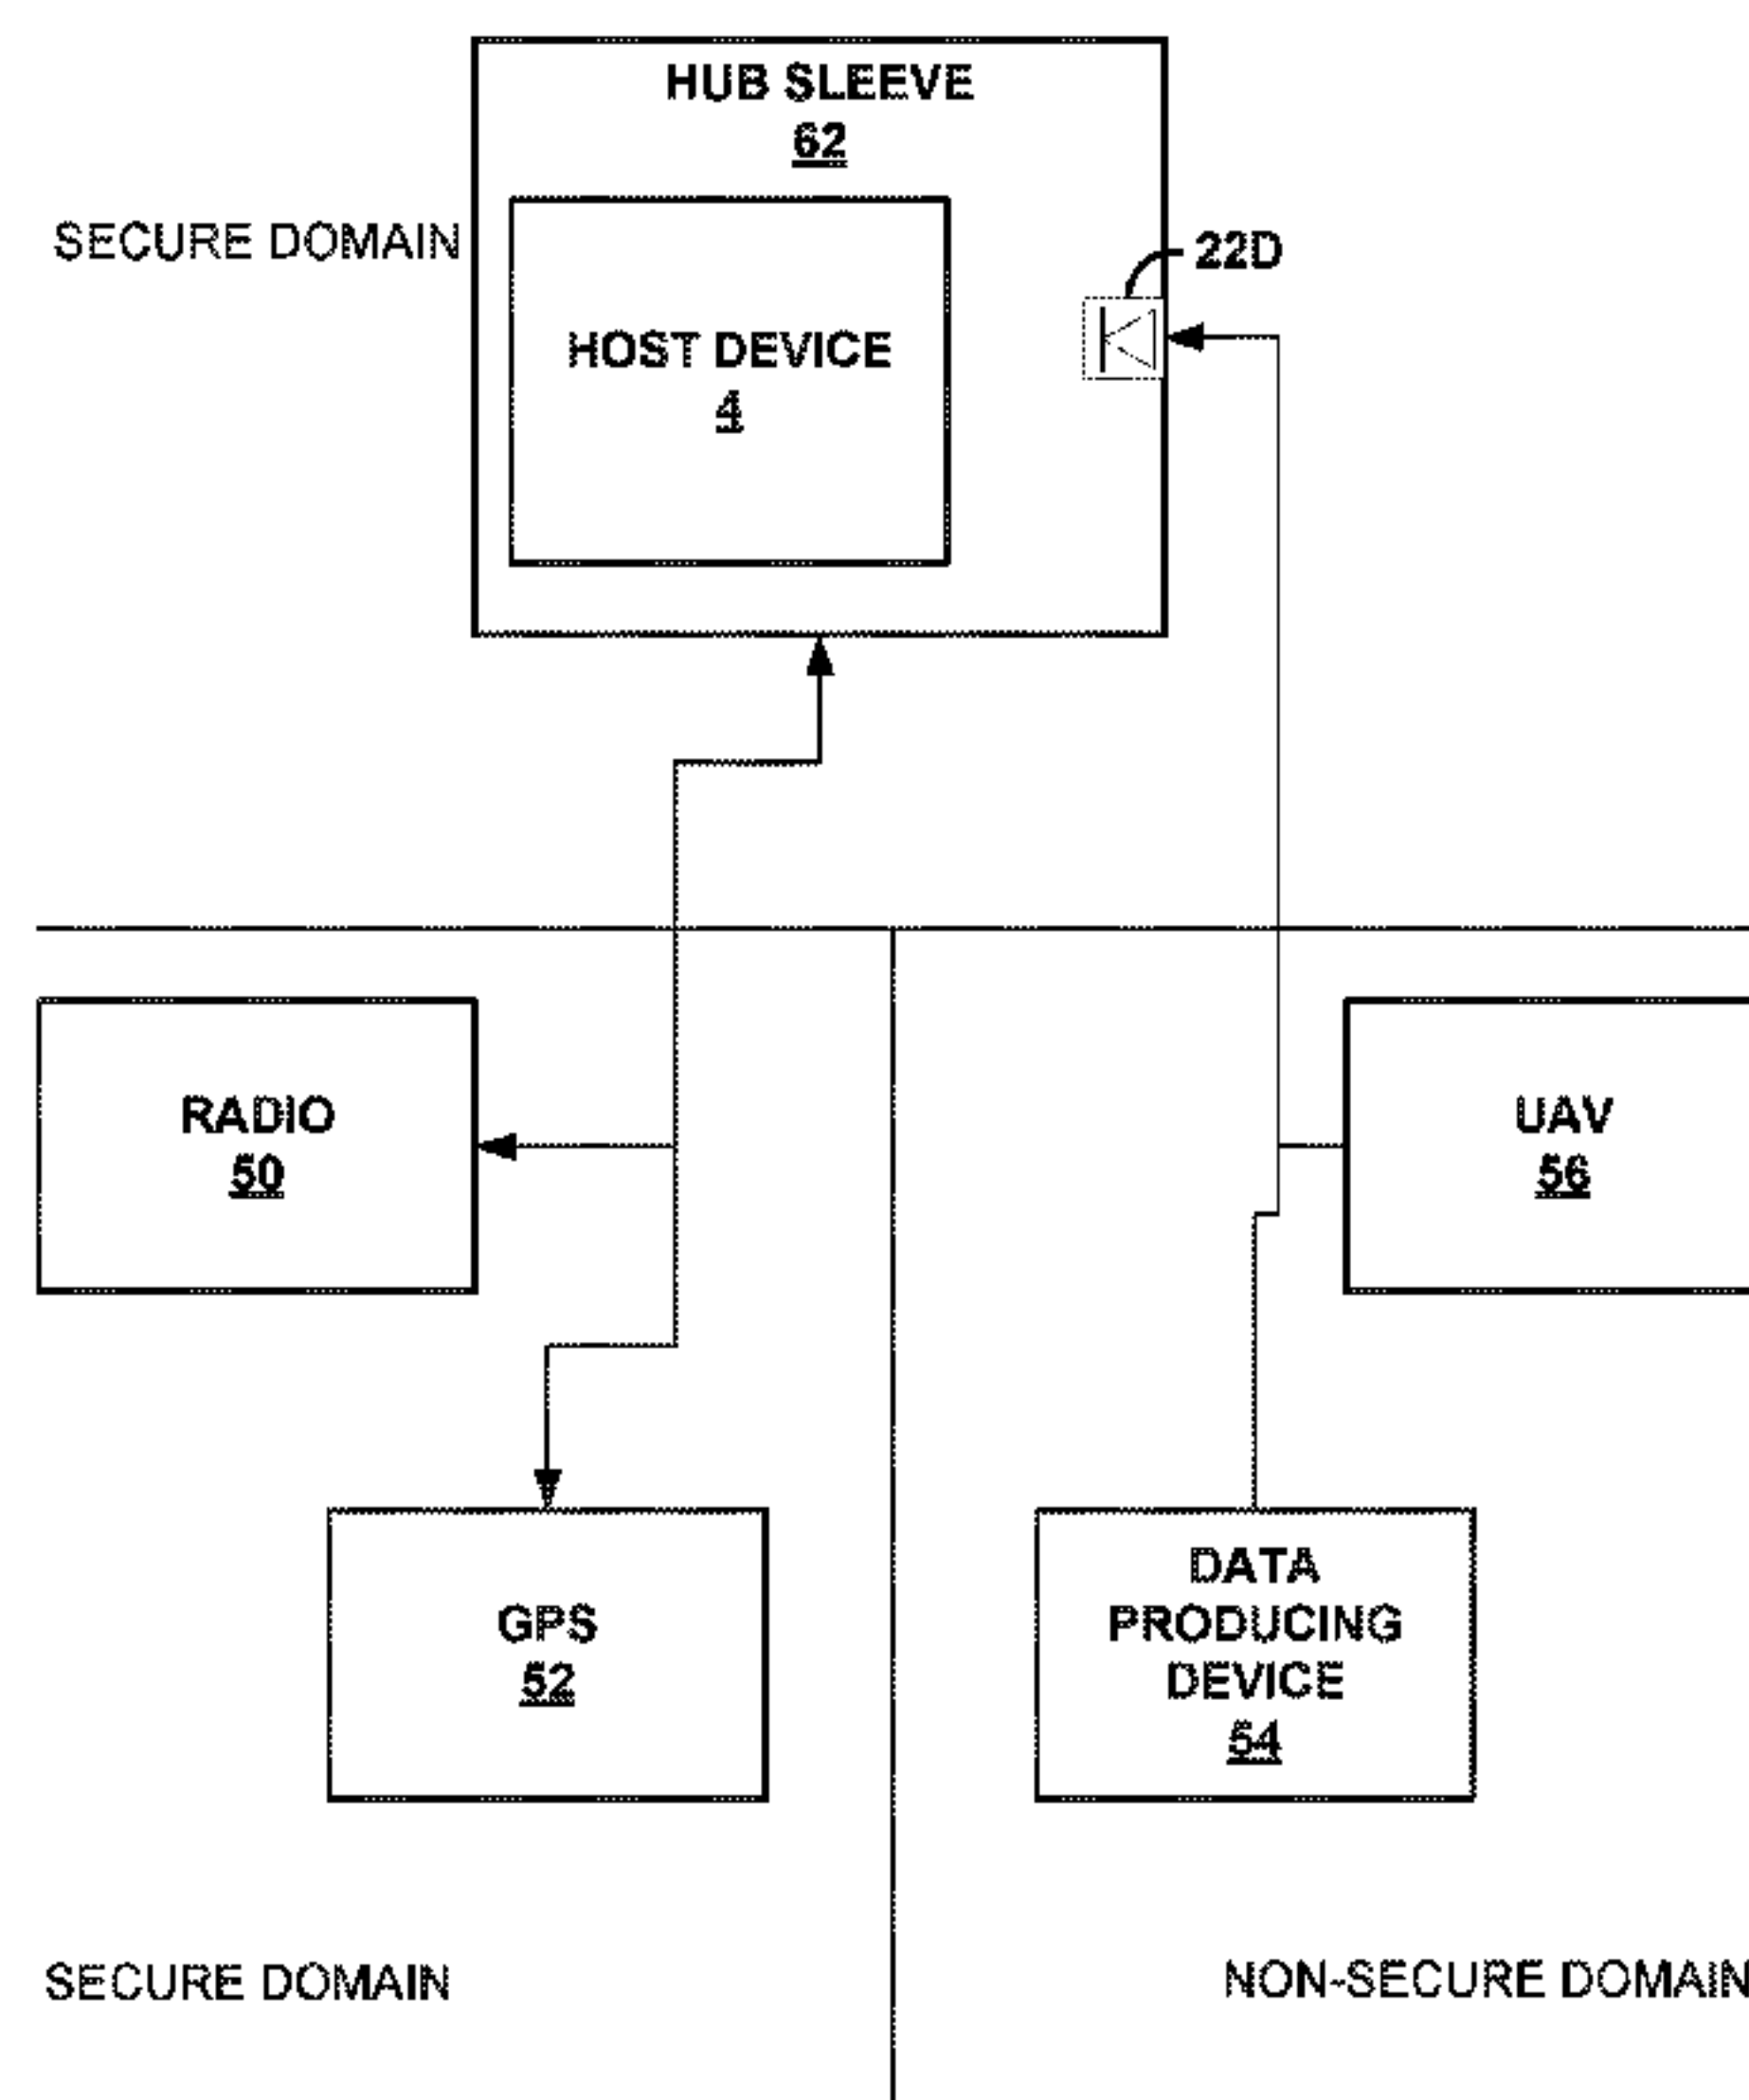 HUB SLEEVE
62
SECURE DOMAIN
22D
HOST DEVICE
4
RADIO
50
UAV
56
GPS
52
DATA
PRODUCING
DEVICE
54
SECURE DOMAIN
NON-SECURE DOMAIN